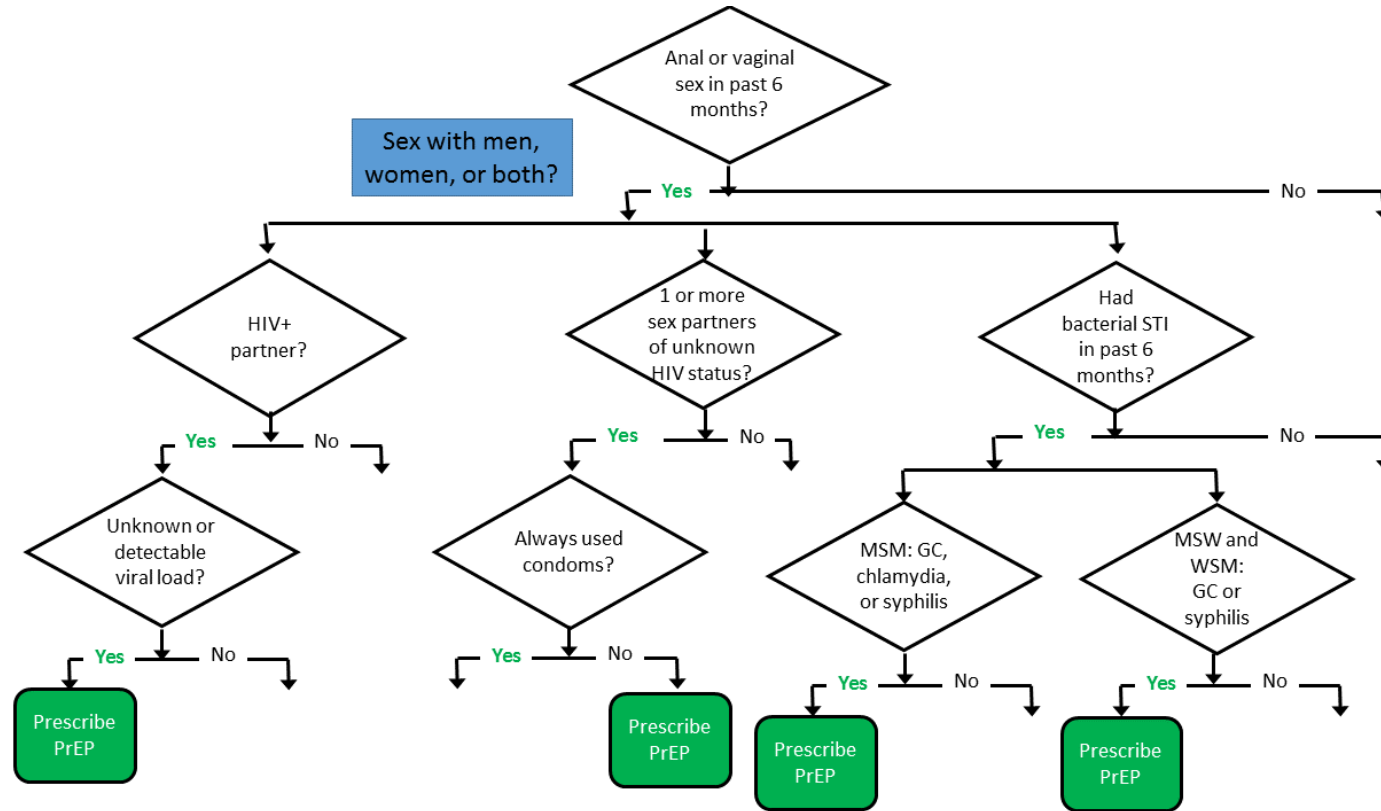 Anal or vaginal
sex in past 6
months?
Sex with men,
women, or both?
Yes
No
HIV+
partner?
1 or more
sex partners
of unknown
HIV status?
Had
bacterial STI
in past 6
months?
Yes
No
Yes
No
Yes
No
Unknown or
detectable
viral load?
Always used
condoms?
MSM: GC,
chlamydia,
or syphilis
MSW and
WSM:
GC or
syphilis
Yes
No
Yes
No
Yes
No
Yes
No
Prescribe
PrEP
Prescribe
PrEP
Prescribe
PrEP
Prescribe
PrEP